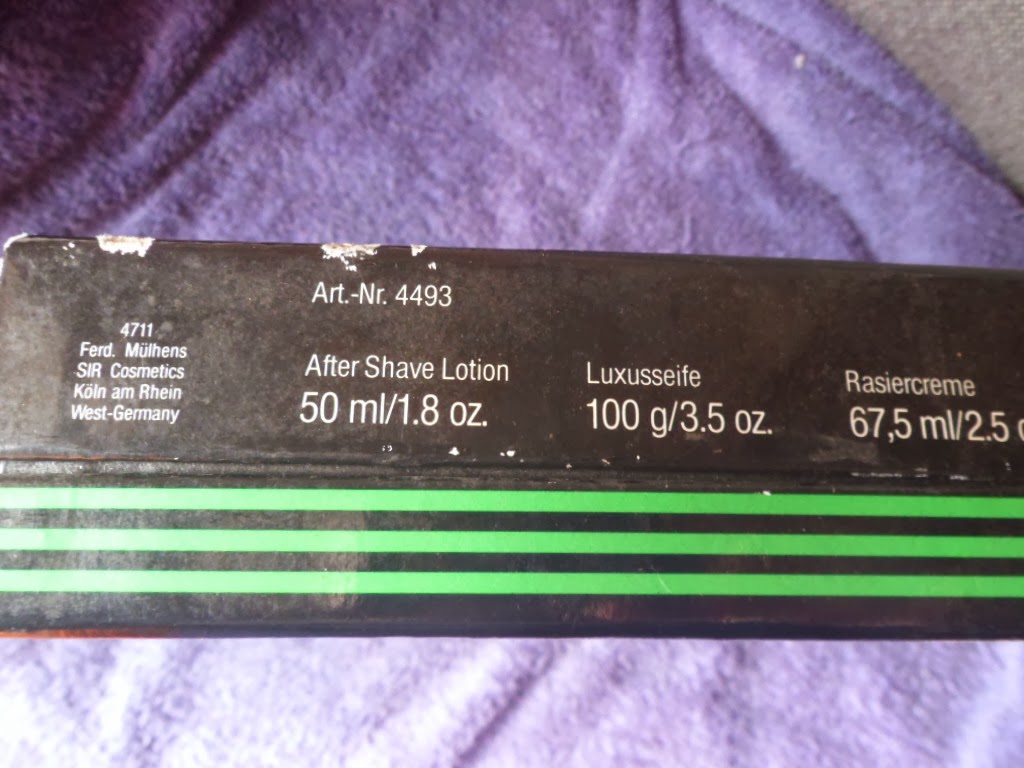 Art.-Nr. 4493
4711
Ferd. Mülhens
SIR Cosmetics
Köln am Rhein
West-Germany
After Shave Lotion
50 ml/1.8 oz.
Luxusseife
100 g/3.5 oz.
Rasiercreme
67,5 ml/2.5